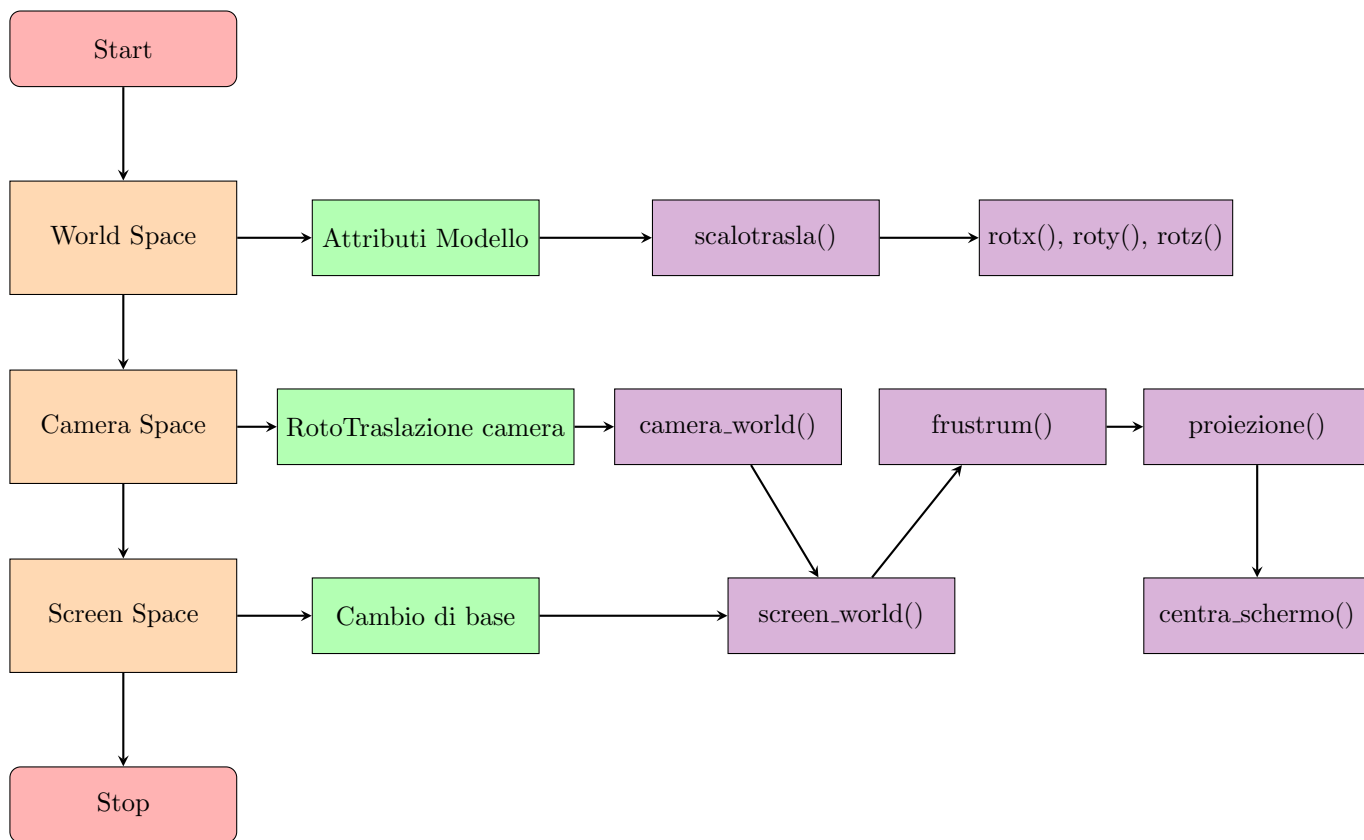 Start
World Space
Attributi Modello
scalotrasla()
rotx(), roty(), rotz()
Camera Space
RotoTraslazione camera
camera_world()
frustrum()
proiezione()
Screen Space
Cambio di base
screen_world()
centra_schermo()
Stop